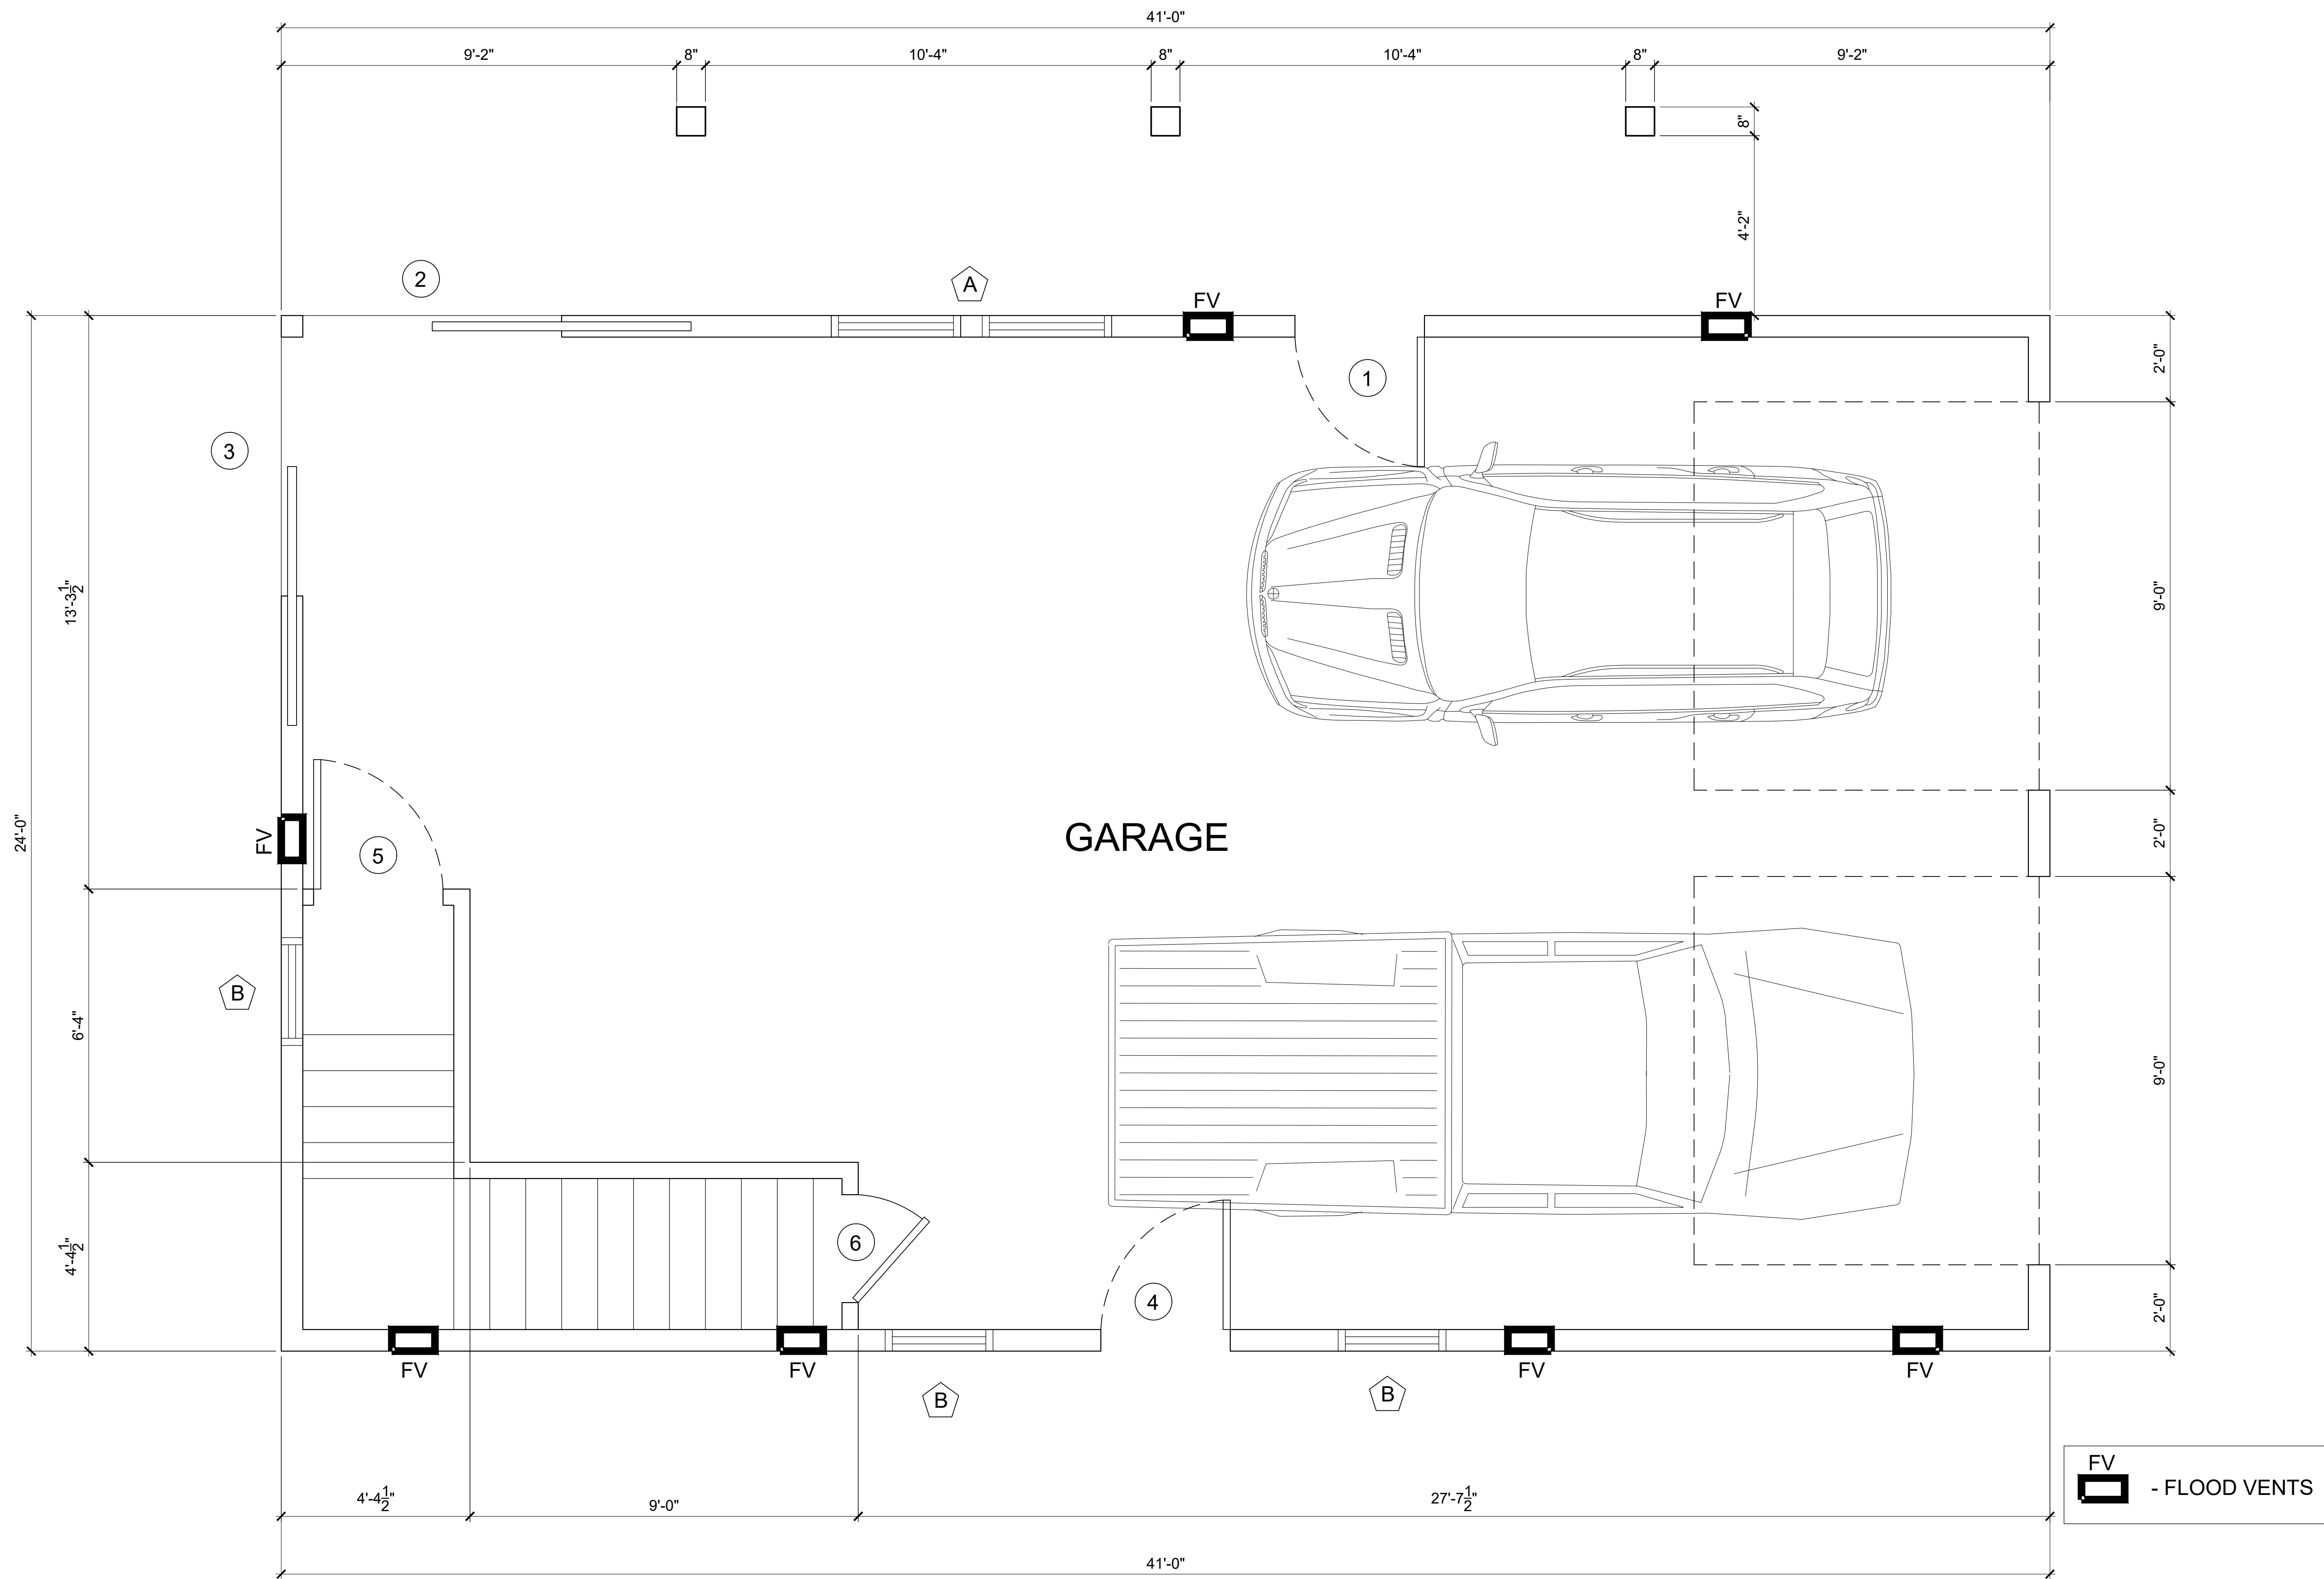 41'-0"
9'-2" 8" 10'-4" 8" 10'-4" 8" 9'-2"
8"
4'-2"
2
A
FV
FV
1
2'-0"
3
13'-3 1/2"
9'-0"
24'-0"
FV
5
GARAGE
2'-0"
B
6'-4"
9'-0"
4'-4 1/2"
6
4
2'-0"
FV
FV
FV
FV
B
B
FV
- FLOOD VENTS
4'-4 1/2" 9'-0" 27'-7 1/2"
41'-0"